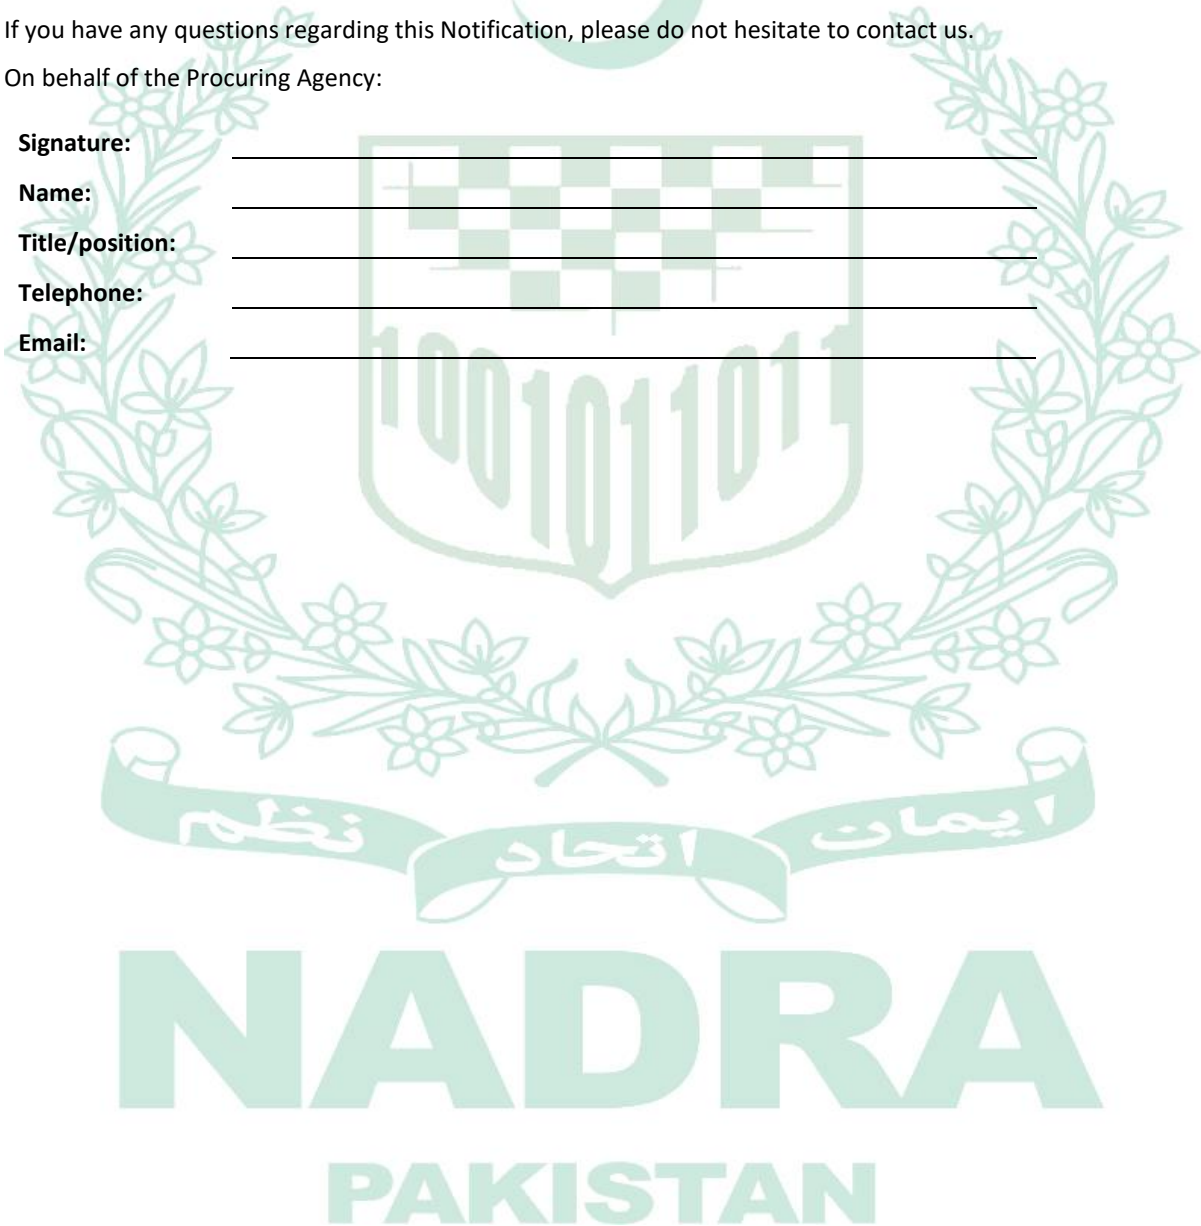 If you have any questions regarding this Notification, please do not hesitate to contact us.
On behalf of the Procuring Agency:
Signature:
Name:
Title/position:
Telephone:
Email:
1001011011
ایمان اتحاد نظم
NADRA
PAKISTAN